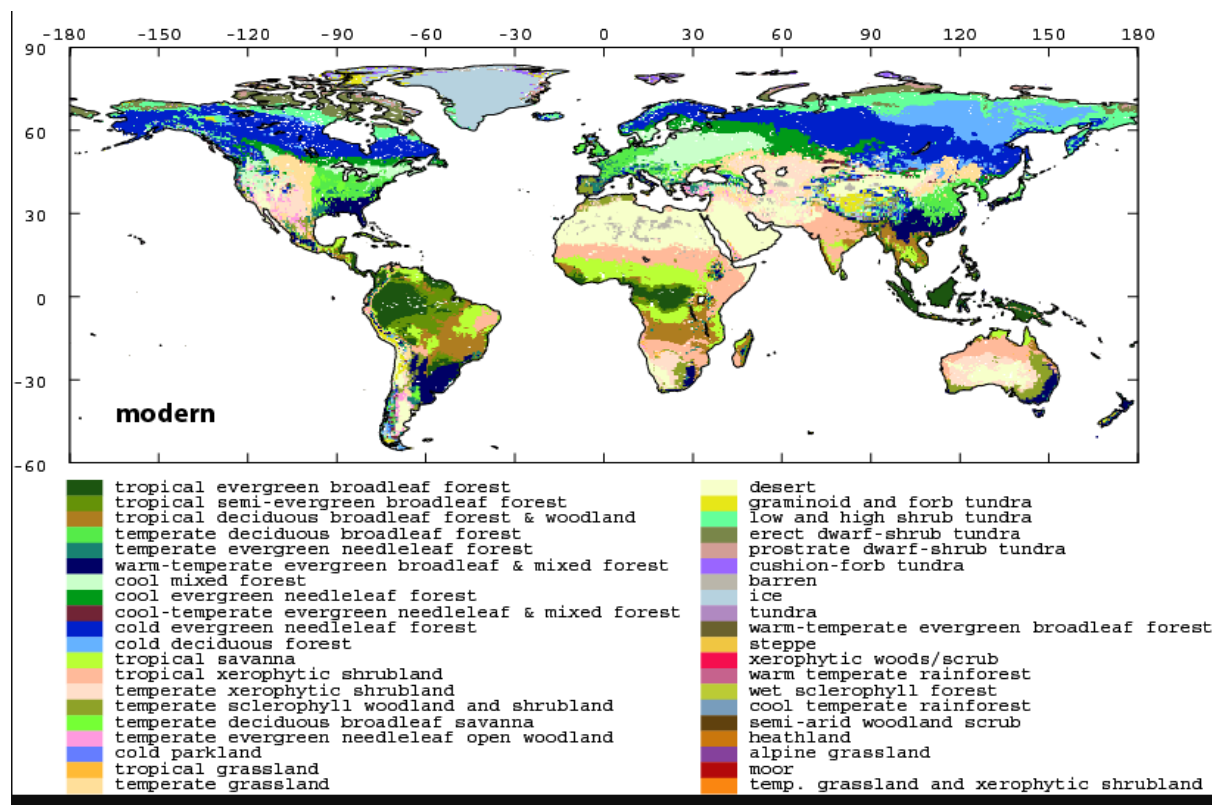 -180 -150 -120 -90 -60 -30 0 30 60 90 120 150 180
90
60
30
0
-30
-60
modern
tropical evergreen broadleaf forest
tropical semi-evergreen broadleaf forest
tropical deciduous broadleaf forest & woodland
temperate deciduous broadleaf forest
temperate evergreen needleleaf forest
warm-temperate evergreen broadleaf & mixed forest
cool mixed forest
cool evergreen needleleaf forest
cool-temperate evergreen needleleaf & mixed forest
cold evergreen needleleaf forest
cold deciduous forest
tropical savanna
tropical xerophytic shrubland
temperate xerophytic shrubland
temperate sclerophyll woodland and shrubland
temperate deciduous broadleaf savanna
temperate evergreen needleleaf open woodland
cold parkland
tropical grassland
temperate grassland
desert
graminoid and forb tundra
low and high shrub tundra
erect dwarf-shrub tundra
prostrate dwarf-shrub tundra
cushion-forb tundra
barren
ice
tundra
warm-temperate evergreen broadleaf forest
steppe
xerophytic woods/scrub
warm temperate rainforest
wet sclerophyll forest
cool temperate rainforest
semi-arid woodland scrub
heathland
alpine grassland
moor
temp. grassland and xerophytic shrubland